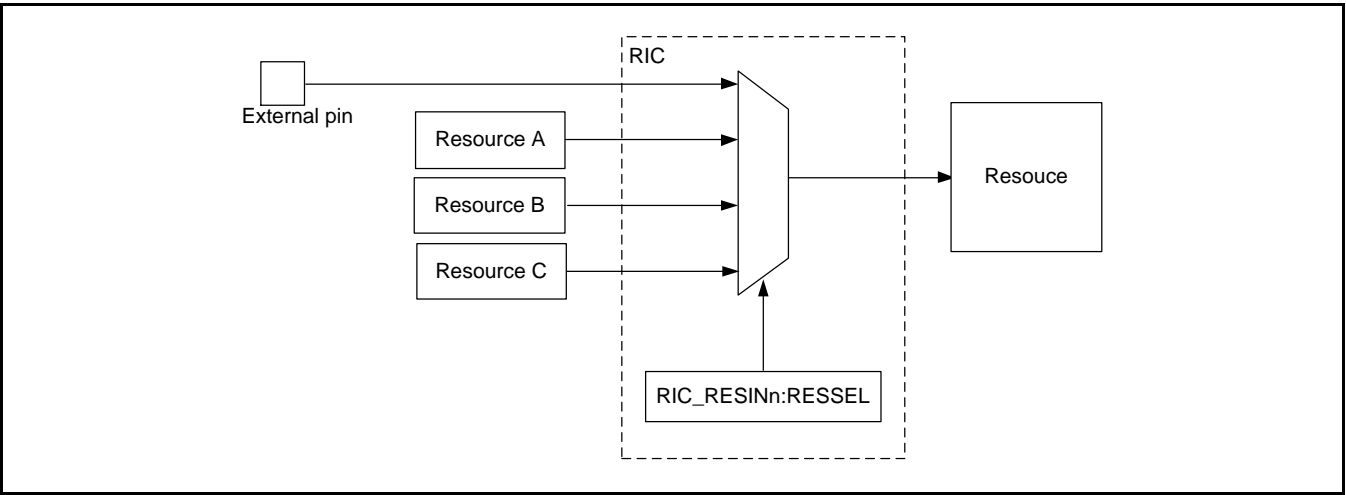 RIC
External pin
Resource A
Resource B
Resource C
Resouce
RIC_RESINn:RESSEL